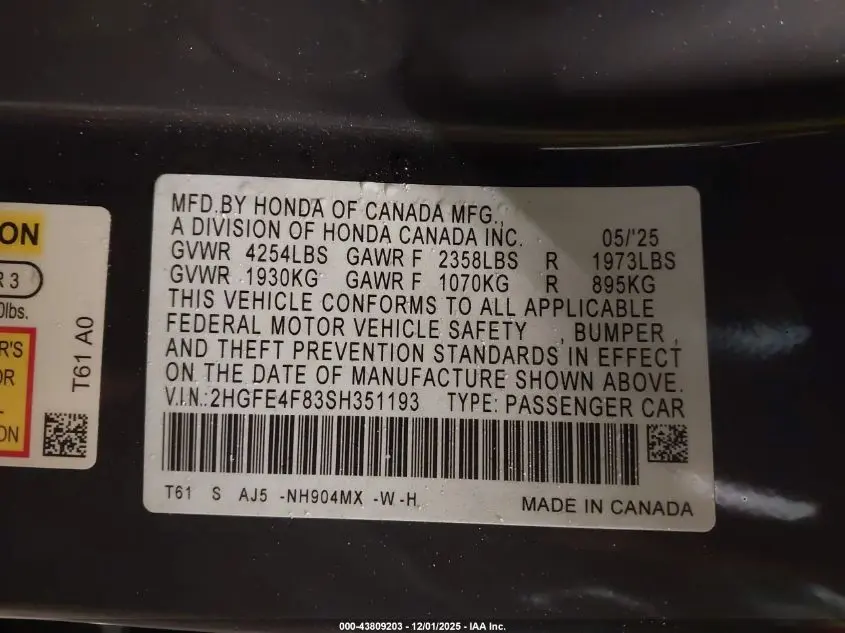 MFD.BY HONDA OF CANADA MFG.,
A DIVISION OF HONDA CANADA INC. 05/'25
GVWR 4254LBS GAWR F 2358LBS R 1973LBS
GVWR 1930KG GAWR F 1070KG R 895KG
THIS VEHICLE CONFORMS TO ALL APPLICABLE
FEDERAL MOTOR VEHICLE SAFETY , BUMPER ,
AND THEFT PREVENTION STANDARDS IN EFFECT
ON THE DATE OF MANUFACTURE SHOWN ABOVE.
V.I.N.:2HGFE4F83SH351193 TYPE: PASSENGER CAR
T61 S AJ5 -NH904MX -W-H
MADE IN CANADA
ON
R 3
0lbs.
R'S
OR
L
ON
T61 A0
000-43809203 - 12/01/2025 - IAA Inc.